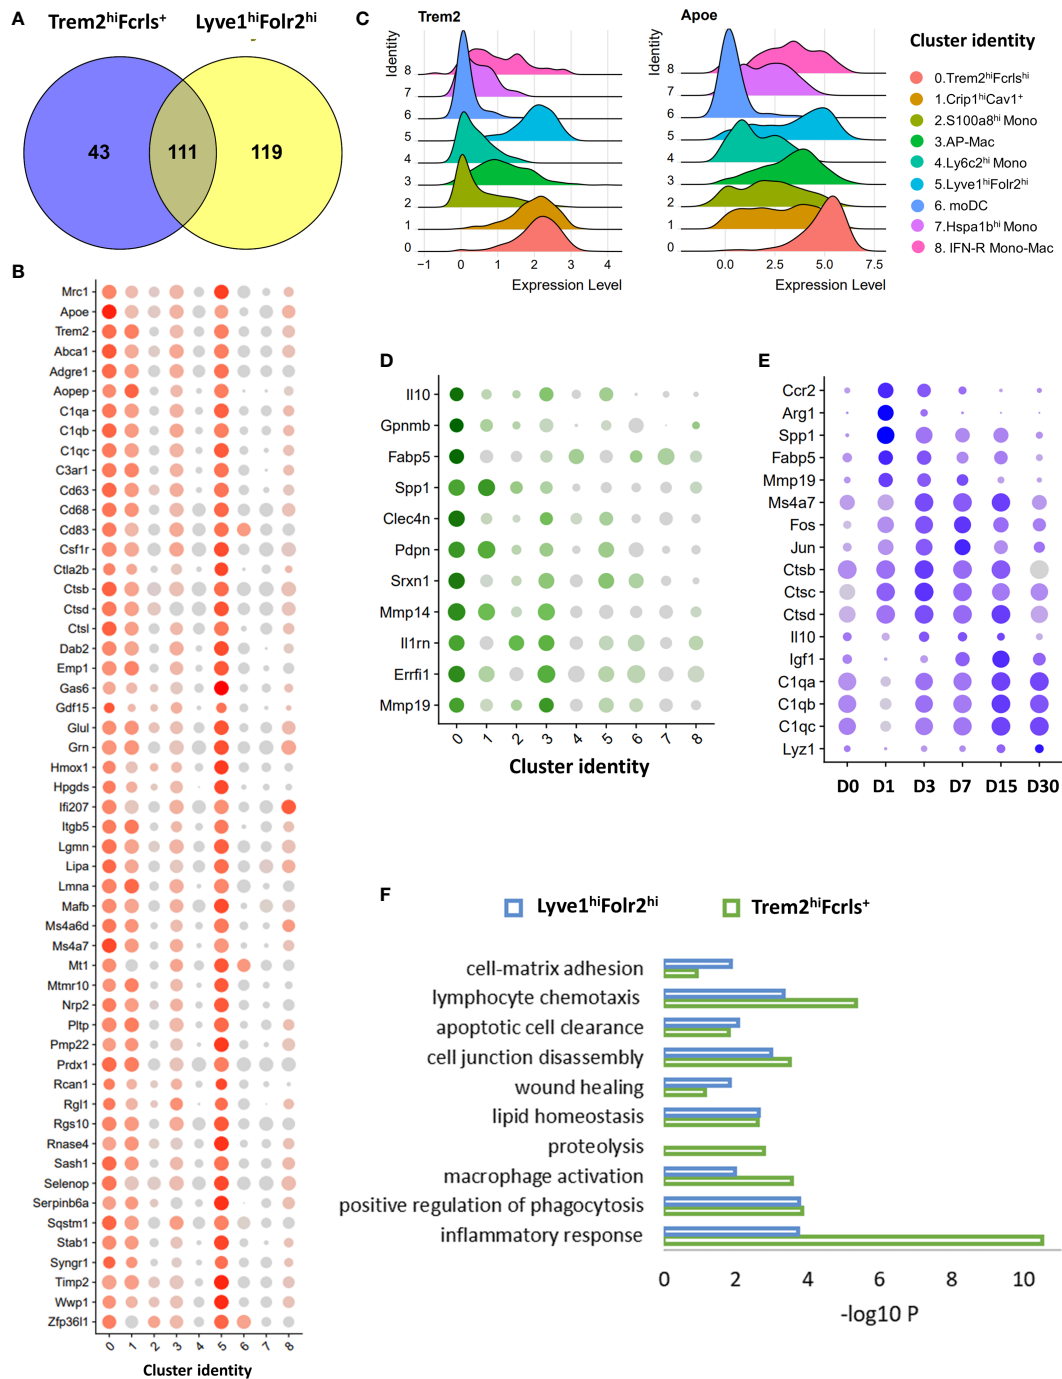 A
Trem2hiFcrls+ Lyve1hiFolr2hi
43 111 119
B
Mrc1
Apoe
Trem2
Abca1
Adgre1
Aopep
C1qa
C1qb
C1qc
C3ar1
Cd63
Cd68
Cd83
Csf1r
Ctla2b
Ctsb
Ctsd
Ctsl
Dab2
Emp1
Gas6
Gdf15
Glul
Grn
Hmox1
Hpgds
Ifi207
Itgb5
Lgmn
Lipa
Lmna
Mafb
Ms4a6d
Ms4a7
Mt1
Mtmr10
Nrp2
Pltp
Pmp22
Prdx1
Rcan1
Rgl1
Rgs10
Rnase4
Sash1
Selenop
Serpinb6a
Sqstm1
Stab1
Syngr1
Timp2
Wwp1
Zfp36l1
0 1 2 3 4 5 6 7 8
Cluster identity
C
Trem2
Identity
8
7
6
5
4
3
2
1
0
−1 0 1 2 3 4
Expression Level
Apoe
Identity
8
7
6
5
4
3
2
1
0
0.0 2.5 5.0 7.5
Expression Level
Cluster identity
0.Trem2hiFcrlshi
1.Crip1hiCav1+
2.S100a8hi Mono
3.AP-Mac
4.Ly6c2hi Mono
5.Lyve1hiFolr2hi
6. moDC
7.Hspa1bhi Mono
8. IFN-R Mono-Mac
D
Il10
Gpnmb
Fabp5
Spp1
Clec4n
Pdpn
Srxn1
Mmp14
Il1rn
Errfi1
Mmp19
0 1 2 3 4 5 6 7 8
Cluster identity
E
Ccr2
Arg1
Spp1
Fabp5
Mmp19
Ms4a7
Fos
Jun
Ctsb
Ctsc
Ctsd
Il10
Igf1
C1qa
C1qb
C1qc
Lyz1
D0 D1 D3 D7 D15 D30
F
Lyve1hiFolr2hi Trem2hiFcrls+
cell-matrix adhesion
lymphocyte chemotaxis
apoptotic cell clearance
cell junction disassembly
wound healing
lipid homeostasis
proteolysis
macrophage activation
positive regulation of phagocytosis
inflammatory response
0 2 4 6 8 10
-log10 P